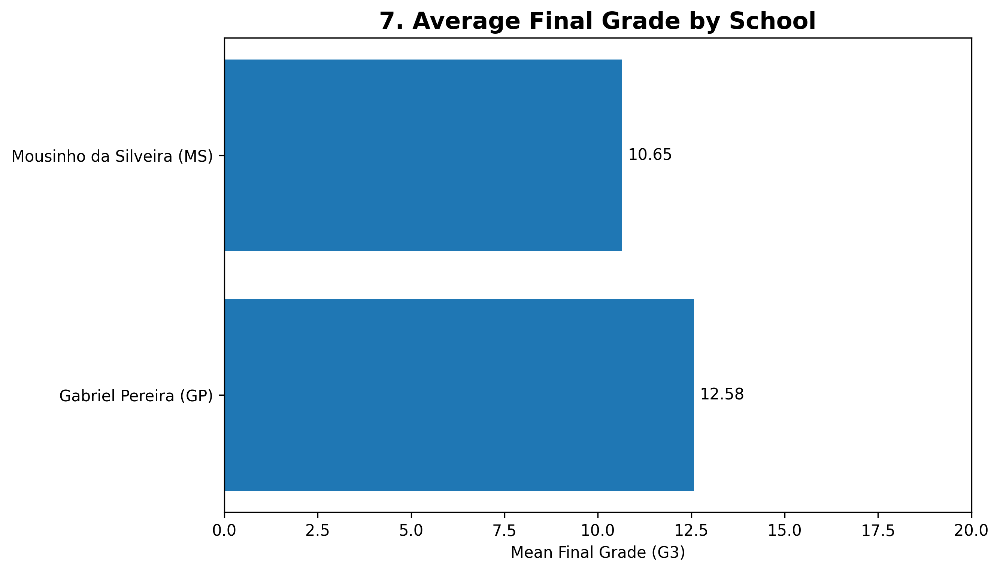 7. Average Final Grade by School
Mousinho da Silveira (MS)
10.65
Gabriel Pereira (GP)
12.58
0.0 2.5 5.0 7.5 10.0 12.5 15.0 17.5 20.0
Mean Final Grade (G3)